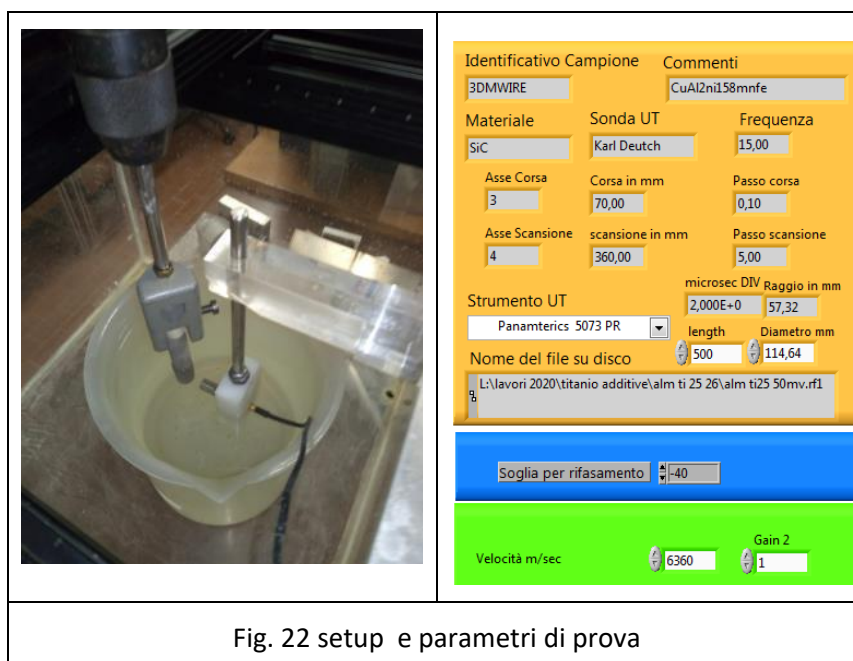 Identificativo Campione Commenti
3DMWIRE CuAl2ni158mnfe
Materiale Sonda UT Frequenza
SiC Karl Deutch 15,00
Asse Corsa Corsa in mm Passo corsa
3 70,00 0,10
Asse Scansione scansione in mm Passo scansione
4 360,00 5,00
microsec DIV Raggio in mm
Strumento UT 2,000E+0 57,32
Panamterics 5073 PR length Diametro mm
Nome del file su disco 500 114,64
L:\lavori 2020\titanio additive\alm ti 25 26\alm ti25 50mv.rf1
Soglia per rifasamento -40
Gain 2
Velocità m/sec 6360 1
Fig. 22 setup e parametri di prova